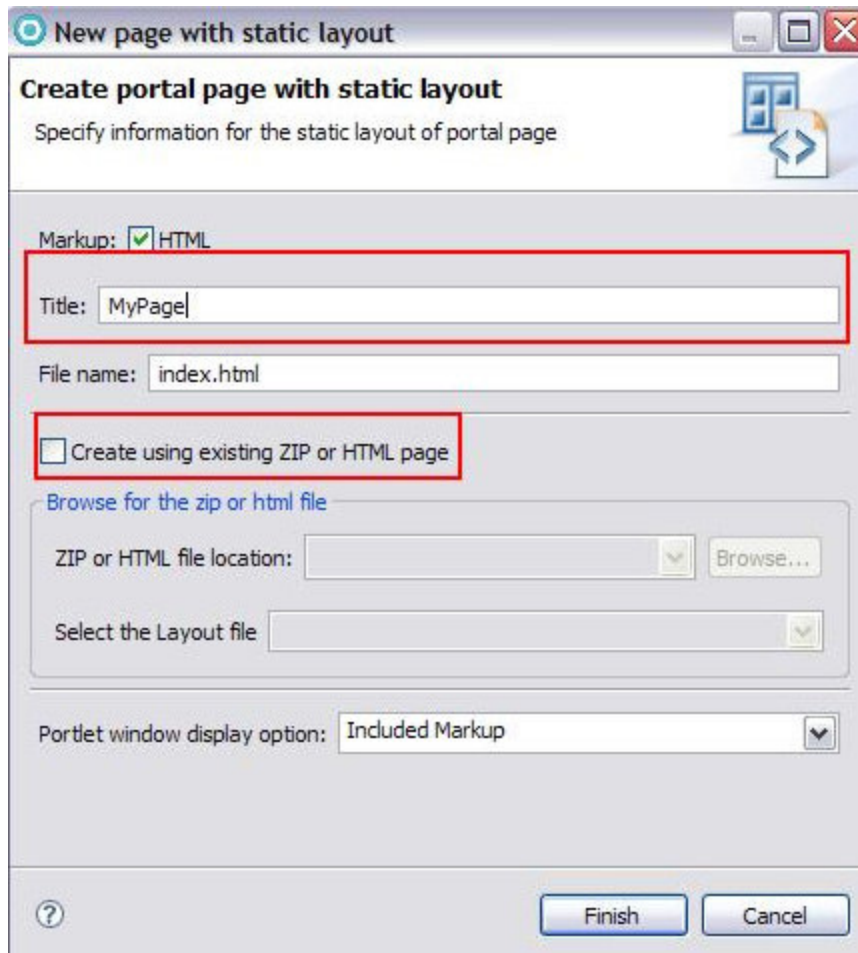 New page with static layout
Create portal page with static layout
Specify information for the static layout of portal page
Markup: HTML
Title: MyPage
File name: index.html
Create using existing ZIP or HTML page
Browse for the zip or html file
ZIP or HTML file location: Browse...
Select the Layout file
Portlet window display option: Included Markup
? Finish Cancel